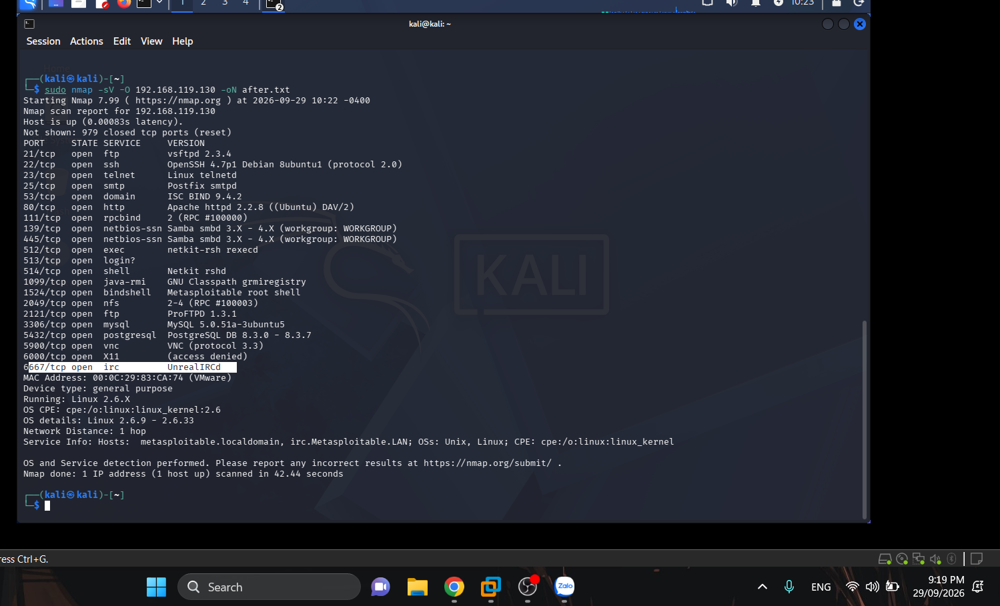 1 2 3 4 2 10:23
kali@kali: ~
Session Actions Edit View Help
Home
┌──(kali㉿kali)-[~]
└─$ sudo nmap -sV -O 192.168.119.130 -oN after.txt
Starting Nmap 7.99 ( https://nmap.org ) at 2026-09-29 10:22 -0400
Nmap scan report for 192.168.119.130
Host is up (0.00083s latency).
Not shown: 979 closed tcp ports (reset)
PORT STATE SERVICE VERSION
21/tcp open ftp vsftpd 2.3.4
22/tcp open ssh OpenSSH 4.7p1 Debian 8ubuntu1 (protocol 2.0)
23/tcp open telnet Linux telnetd
25/tcp open smtp Postfix smtpd
53/tcp open domain ISC BIND 9.4.2
80/tcp open http Apache httpd 2.2.8 ((Ubuntu) DAV/2)
111/tcp open rpcbind 2 (RPC #100000)
139/tcp open netbios-ssn Samba smbd 3.X - 4.X (workgroup: WORKGROUP)
445/tcp open netbios-ssn Samba smbd 3.X - 4.X (workgroup: WORKGROUP)
512/tcp open exec netkit-rsh rexecd
513/tcp open login?
514/tcp open shell Netkit rshd
1099/tcp open java-rmi GNU Classpath grmiregistry
1524/tcp open bindshell Metasploitable root shell
2049/tcp open nfs 2-4 (RPC #100003)
2121/tcp open ftp ProFTPD 1.3.1
3306/tcp open mysql MySQL 5.0.51a-3ubuntu5
5432/tcp open postgresql PostgreSQL DB 8.3.0 - 8.3.7
5900/tcp open vnc VNC (protocol 3.3)
6000/tcp open X11 (access denied)
6667/tcp open irc UnrealIRCd
MAC Address: 00:0C:29:83:CA:74 (VMware)
Device type: general purpose
Running: Linux 2.6.X
OS CPE: cpe:/o:linux:linux_kernel:2.6
OS details: Linux 2.6.9 - 2.6.33
Network Distance: 1 hop
Service Info: Hosts: metasploitable.localdomain, irc.Metasploitable.LAN; OSs: Unix, Linux; CPE: cpe:/o:linux:linux_kernel
OS and Service detection performed. Please report any incorrect results at https://nmap.org/submit/ .
Nmap done: 1 IP address (1 host up) scanned in 42.44 seconds
┌──(kali㉿kali)-[~]
└─$
KALI
ress Ctrl+G.
Search
Zalo
ENG
9:19 PM
29/09/2026